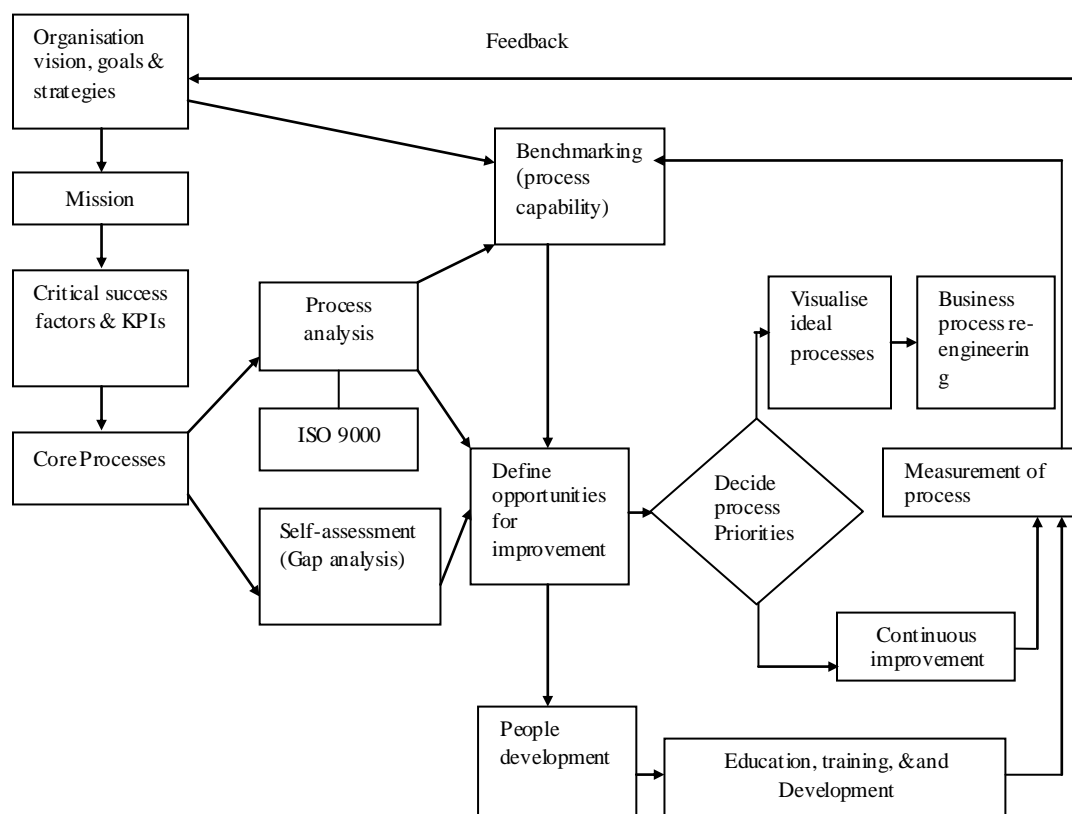 Organisation
vision, goals &
strategies
Feedback
Benchmarking
(process
capability)
Mission
Critical success
factors & KPIs
Process
analysis
Visualise
ideal
processes
Business
process re-
engineerin
g
ISO 9000
Core Processes
Define
opportunities
for
improvement
Decide
process
Priorities
Measurement of
process
Self-assessment
(Gap analysis)
Continuous
improvement
People
development
Education, training, &and
Development